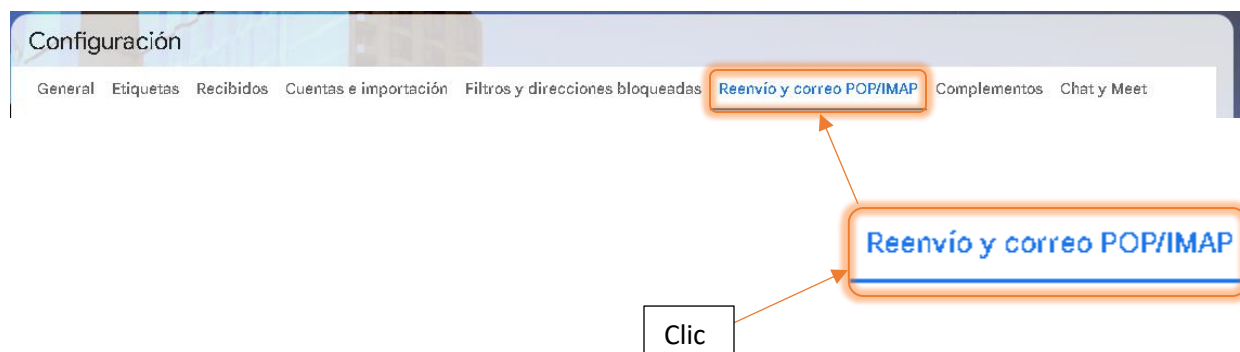 Configuración
General Etiquetas Recibidos Cuentas e importación Filtros y direcciones bloqueadas Reenvío y correo POP/IMAP Complementos Chat y Meet
Reenvío y correo POP/IMAP
Clic